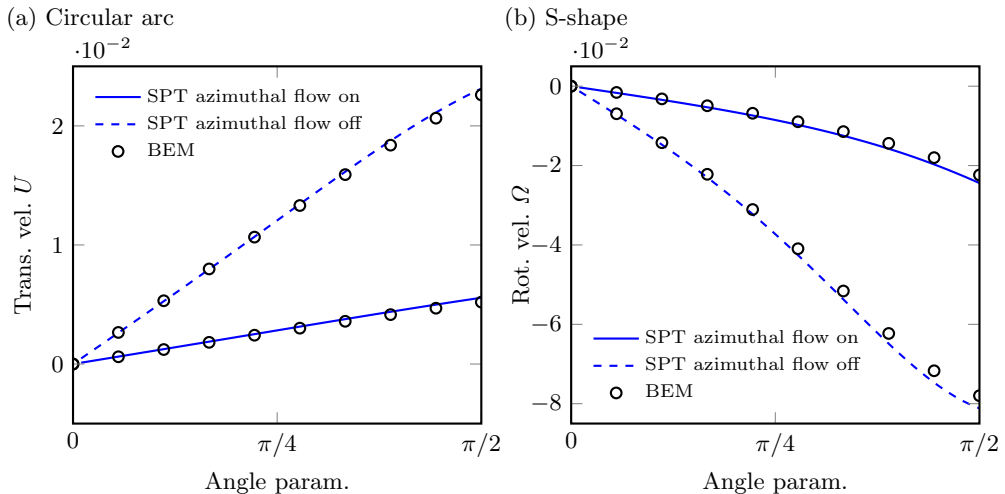 (a) Circular arc
·10⁻²
SPT azimuthal flow on
SPT azimuthal flow off
BEM
2
1
0
Trans. vel. U
0
π/4
π/2
Angle param.
(b) S-shape
·10⁻²
0
−2
−4
−6
−8
Rot. vel. Ω
SPT azimuthal flow on
SPT azimuthal flow off
BEM
0
π/4
π/2
Angle param.